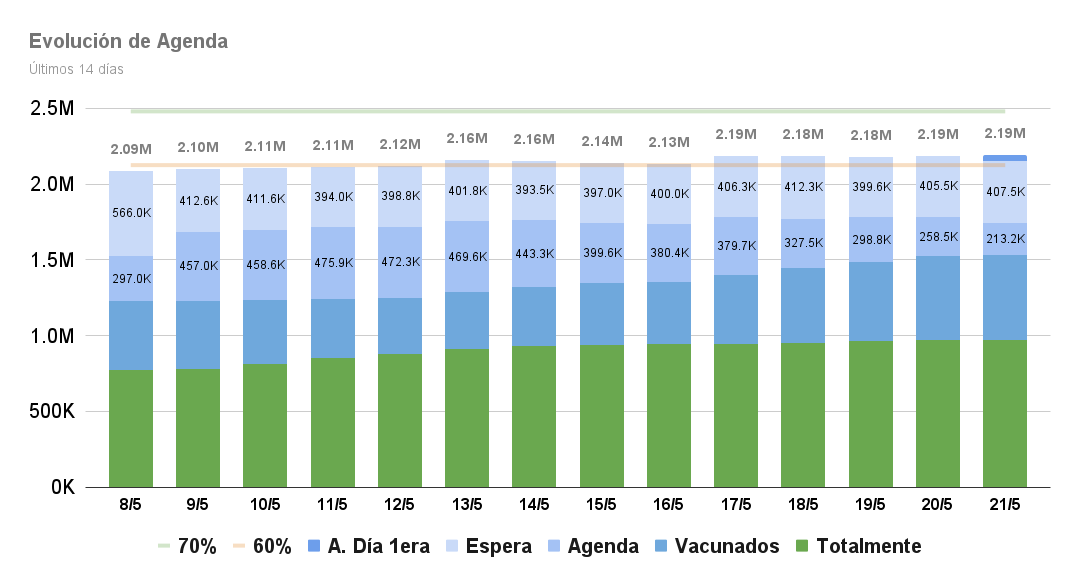 Evolución de Agenda
Últimos 14 días
2.5M
2.0M
1.5M
1.0M
500K
0K
2.09M 2.10M 2.11M 2.11M 2.12M 2.16M 2.16M 2.14M 2.13M 2.19M 2.18M 2.18M 2.19M 2.19M
566.0K 412.6K 411.6K 394.0K 398.8K 401.8K 393.5K 397.0K 400.0K 406.3K 412.3K 399.6K 405.5K 407.5K
297.0K 457.0K 458.6K 475.9K 472.3K 469.6K 443.3K 399.6K 380.4K 379.7K 327.5K 298.8K 258.5K 213.2K
8/5 9/5 10/5 11/5 12/5 13/5 14/5 15/5 16/5 17/5 18/5 19/5 20/5 21/5
70% 60% A. Día 1era Espera Agenda Vacunados Totalmente